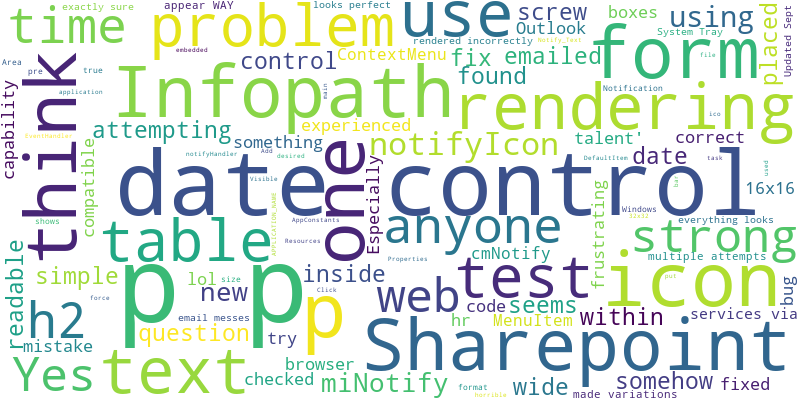 appear WAY
exactly sure
time
problem
looks perfect
use
screw
boxes
using
placed
Updated Sept
Outlook
System Tray
rendered incorrectly
Notify_Text
embedded
Area
pre
true
application
capability
think
control
ContextMenu
fix
emailed
form
file
Infopath
found
rendering
Notification
main
ico
attempting
experienced
EventHandler
something
notifyIcon
talent'
correct
notifyHandler
Add
desired
compatible
one
Especially
date
DefaultItem
task
used
date control
Visible
bar
16x16
APPLICATION_NAME
AppConstants
Windows
12x12
shows
table
Resources
anyone
frustrating
everything looks
strong
readable
cmNotify
multiple attempts
Properties
simple
lol
size
inside
test
icon
put
bug
p p
Click
web
h2
new
code
seems
within
services via
force
email messes
p
hr
MenuItem
question
try
mistake
Sharepoint
somehow
fixed
Yes
text
browser
checked
miNotify
format
wide
horrible
made variations